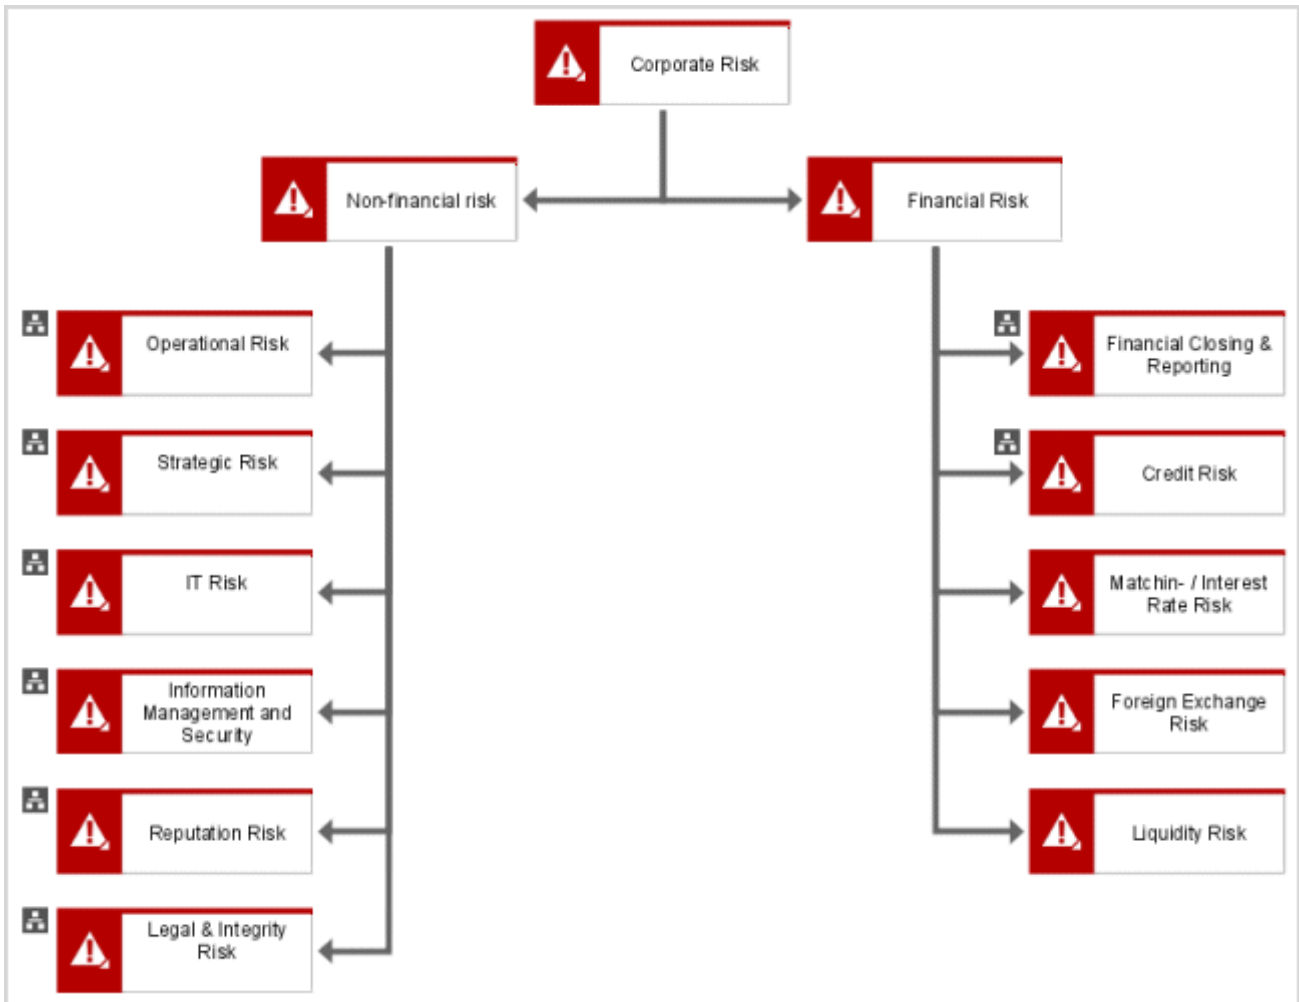 Corporate Risk
Non-financial risk
Financial Risk
Operational Risk
Strategic Risk
IT Risk
Information
Management and
Security
Reputation Risk
Legal & Integrity
Risk
Financial Closing &
Reporting
Credit Risk
Matchin- / Interest
Rate Risk
Foreign Exchange
Risk
Liquidity Risk